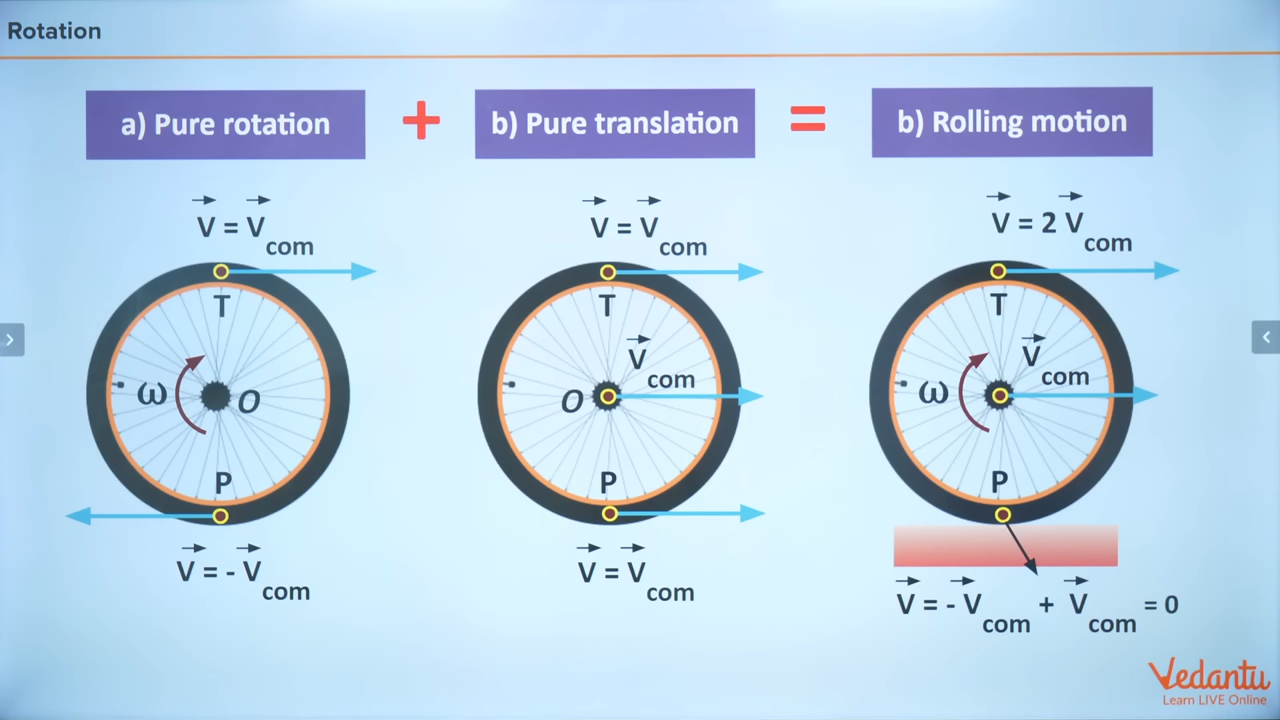 Rotation
a) Pure rotation + b) Pure translation = b) Rolling motion
V = V com
T
ω O
P
V = - V com
V = V com
T
V com
O
P
V = V com
V = 2 V com
T
V com
ω
P
V = - V com + V com = 0
Vedantu
Learn LIVE Online